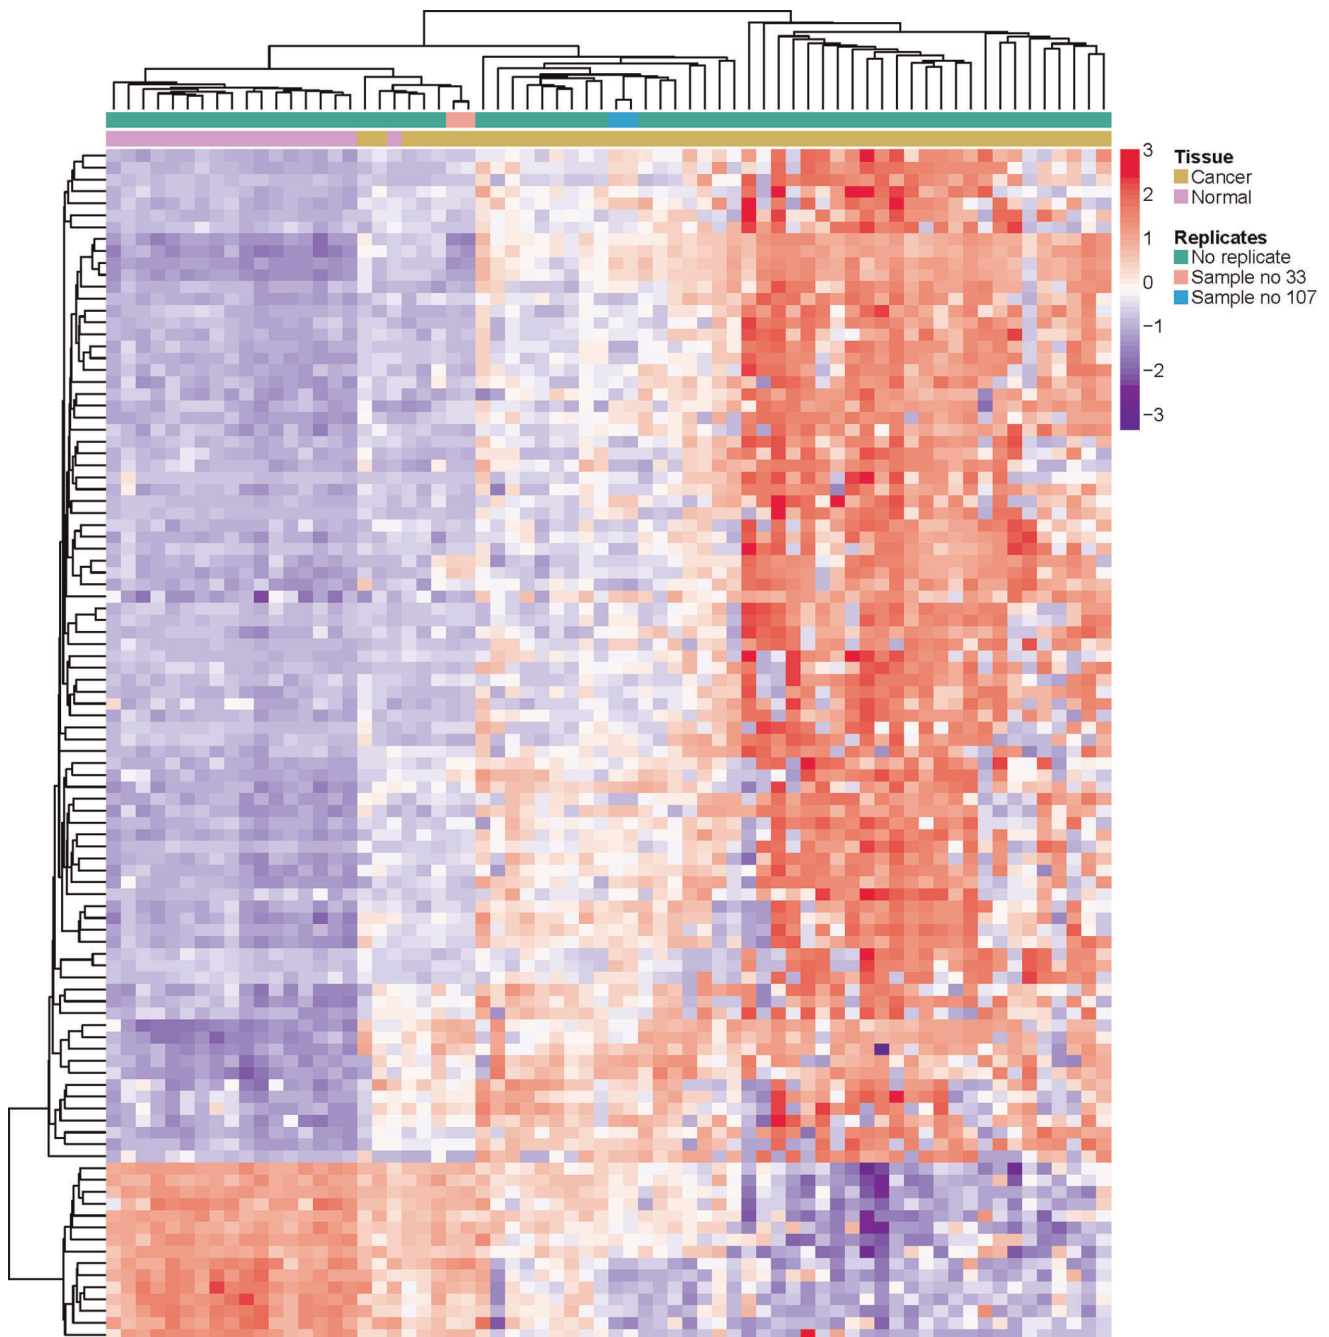 3
2
1
0
−1
−2
−3
Tissue
Cancer
Normal
Replicates
No replicate
Sample no 33
Sample no 107